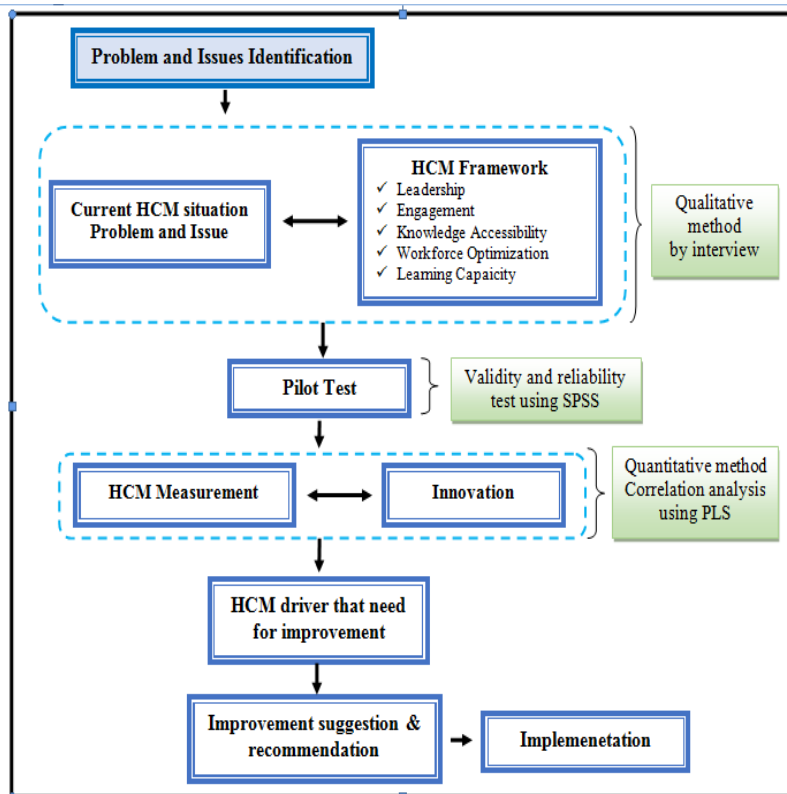 Problem and Issues Identification
Current HCM situation
Problem and Issue
HCM Framework
✓ Leadership
✓ Engagement
✓ Knowledge Accessibility
✓ Workforce Optimization
✓ Learning Capaicity
Qualitative
method
by interview
Pilot Test
Validity and reliability
test using SPSS
HCM Measurement
Innovation
Quantitative method
Correlation analysis
using PLS
HCM driver that need
for improvement
Improvement suggestion &
recommendation
Implemenetation